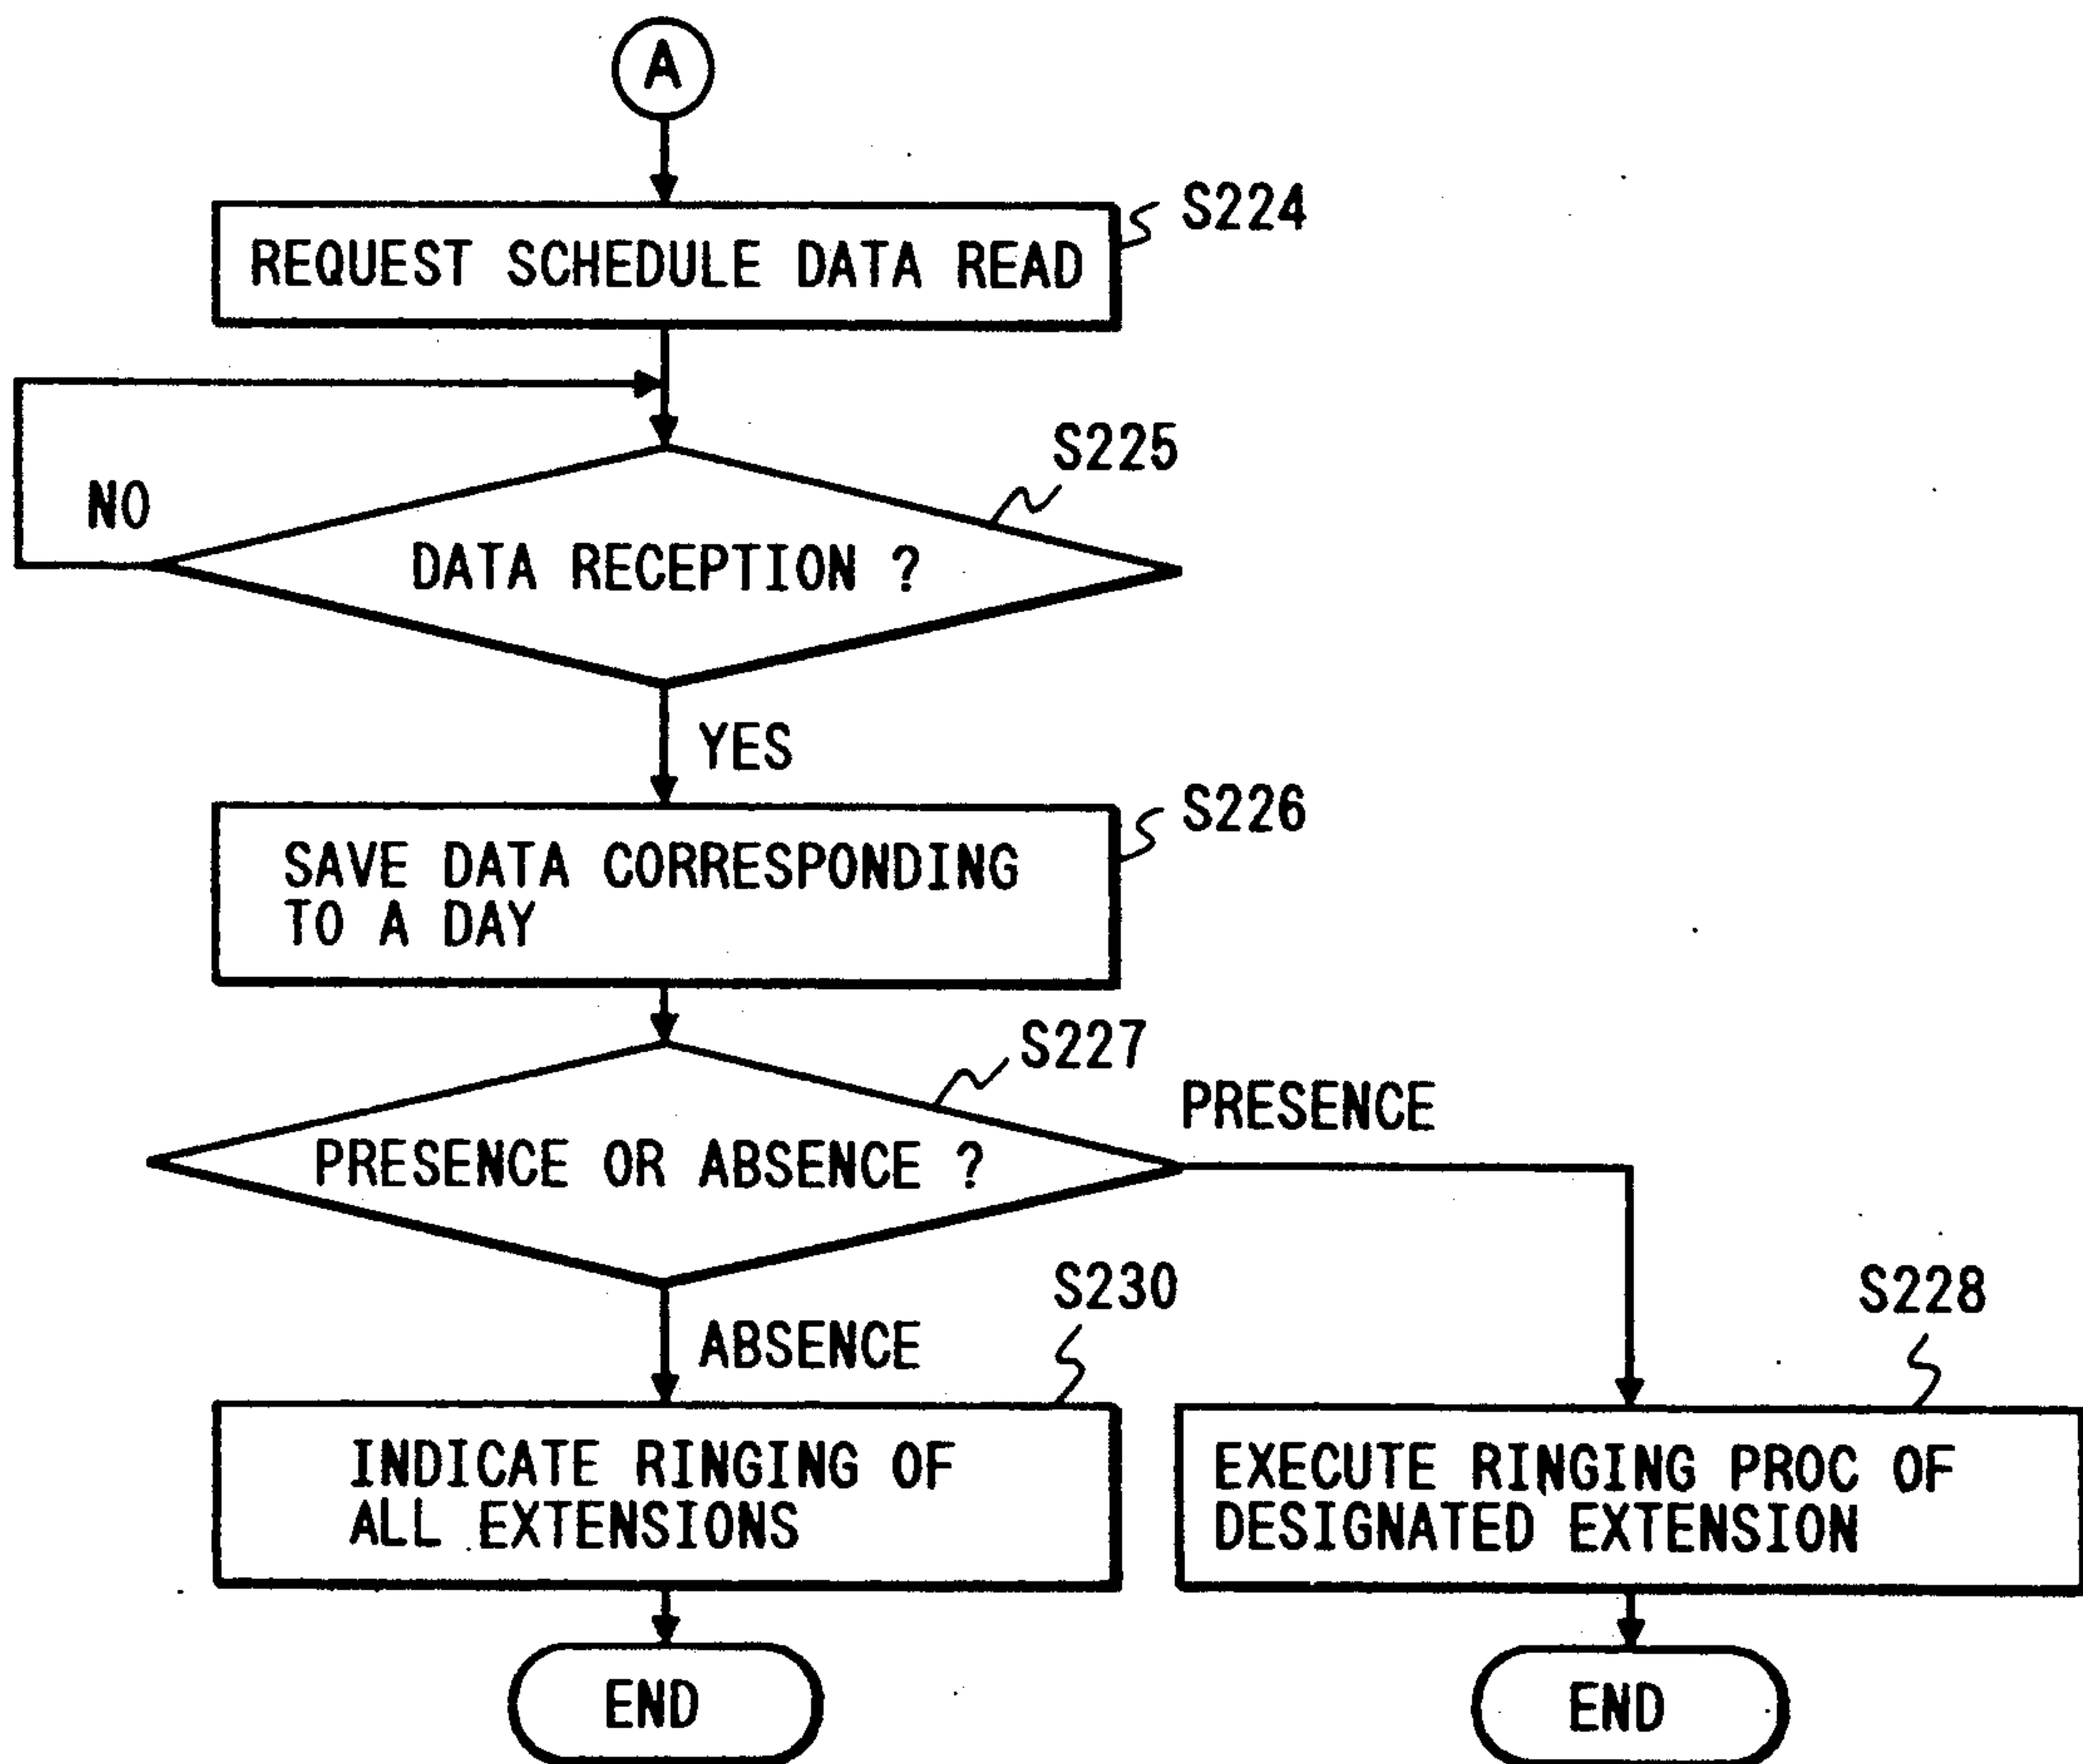 A
S224
REQUEST SCHEDULE DATA READ
S225
NO
DATA RECEPTION ?
YES
S226
SAVE DATA CORRESPONDING
TO A DAY
S227
PRESENCE
PRESENCE OR ABSENCE ?
S230
S228
ABSENCE
INDICATE RINGING OF
ALL EXTENSIONS
EXECUTE RINGING PROC OF
DESIGNATED EXTENSION
END
END